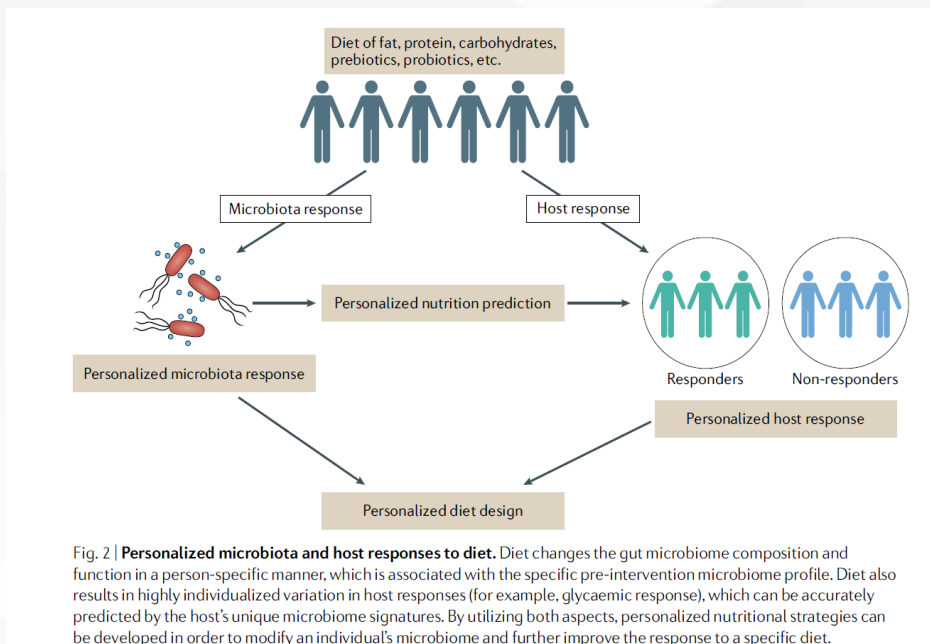 Diet of fat, protein, carbohydrates,
prebiotics, probiotics, etc.
Microbiota response
Host response
Personalized nutrition prediction
Personalized microbiota response
Responders
Non-responders
Personalized host response
Personalized diet design
Fig. 2 | Personalized microbiota and host responses to diet. Diet changes the gut microbiome composition and
function in a person-specific manner, which is associated with the specific pre-intervention microbiome profile. Diet also
results in highly individualized variation in host responses (for example, glycaemic response), which can be accurately
predicted by the host's unique microbiome signatures. By utilizing both aspects, personalized nutritional strategies can
be developed in order to modify an individual's microbiome and further improve the response to a specific diet.